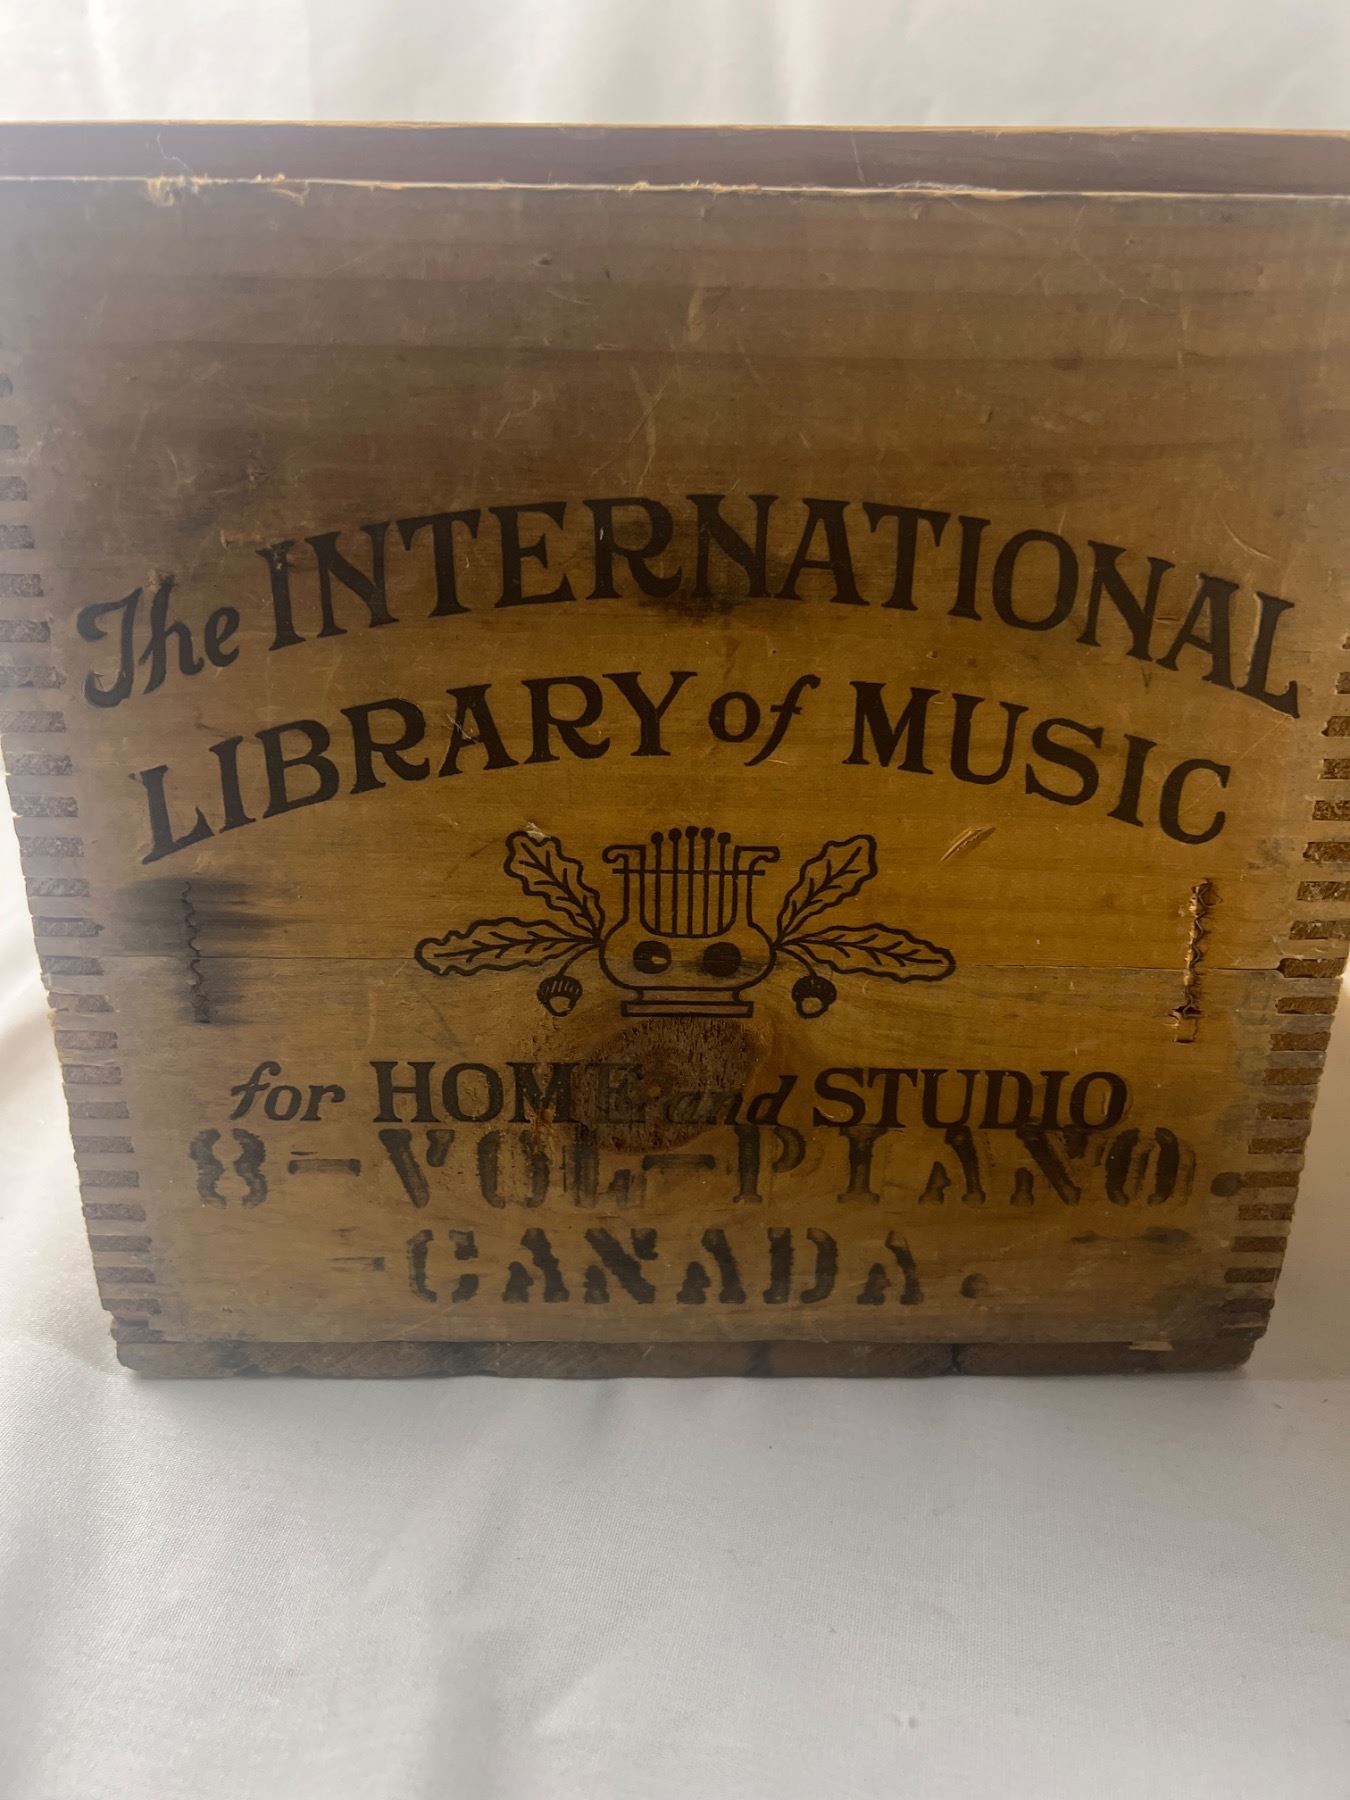 The INTERNATIONAL
LIBRARY of MUSIC
for HOME and STUDIO
8-VOL-PIANO.
-CANADA.